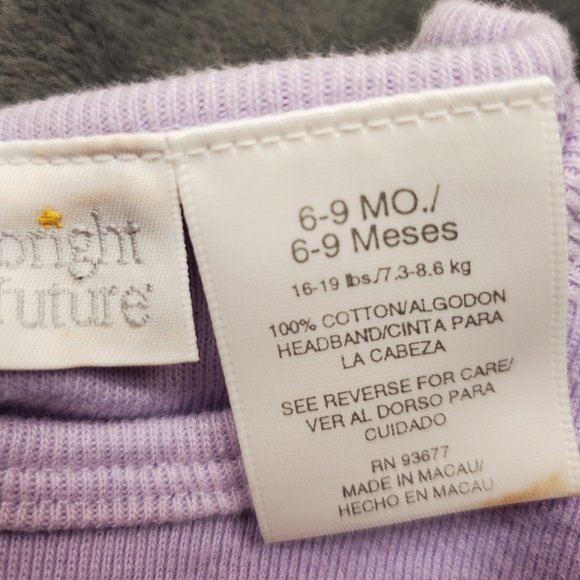 bright
future
6-9 MO./
6-9 Meses
16-19 lbs./7.3-8.6 kg
100% COTTON/ALGODON
HEADBAND/CINTA PARA
LA CABEZA
SEE REVERSE FOR CARE/
VER AL DORSO PARA
CUIDADO
RN 93677
MADE IN MACAU/
HECHO EN MACAU